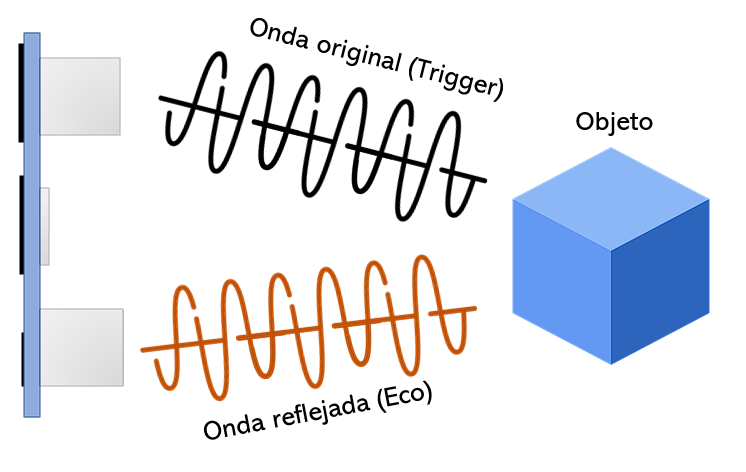 Onda original (Trigger)
Objeto
Onda reflejada (Eco)